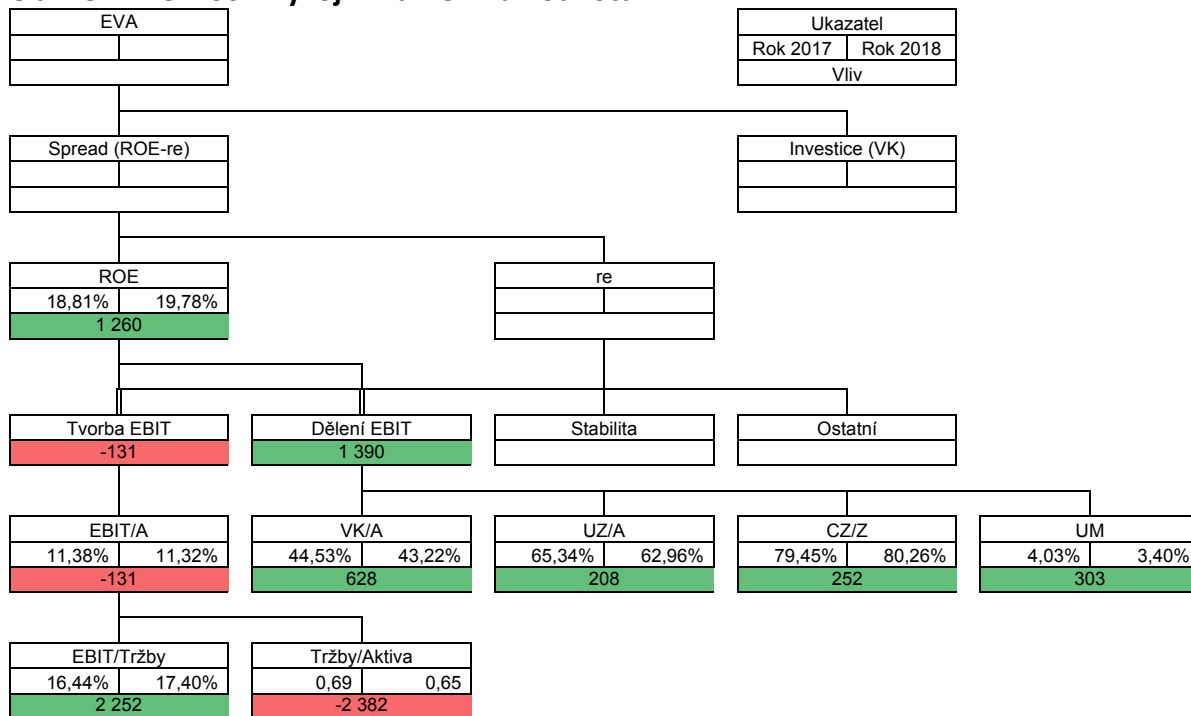 EVA
Ukazatel
Rok 2017 Rok 2018
Vliv
Spread (ROE-re)
Investice (VK)
ROE
18,81% 19,78%
1 260
re
Tvorba EBIT
-131
Dělení EBIT
1 390
Stabilita
Ostatní
EBIT/A
11,38% 11,32%
-131
VK/A
44,53% 43,22%
628
UZ/A
65,34% 62,96%
208
CZ/Z
79,45% 80,26%
252
UM
4,03% 3,40%
303
EBIT/Tržby
16,44% 17,40%
2 252
Tržby/Aktiva
0,69 0,65
-2 382